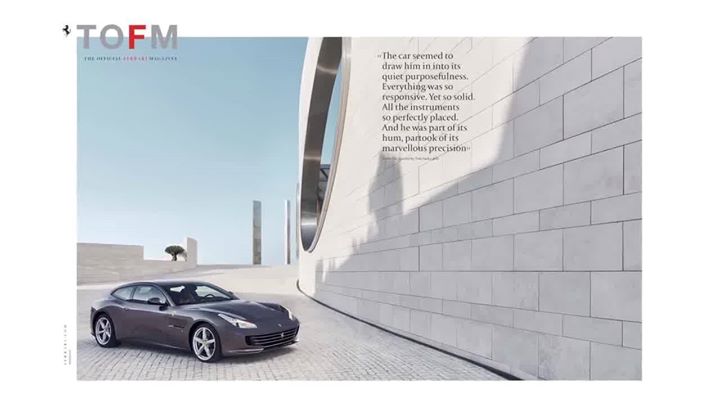 TOFM
THE OFFICIAL FERRARI MAGAZINE
«The car seemed to
draw him in into its
quiet purposefulness.
Everything was so
responsive. Yet so solid.
All the instruments
so perfectly placed.
And he was part of its
hum, partook of its
marvellous precision»